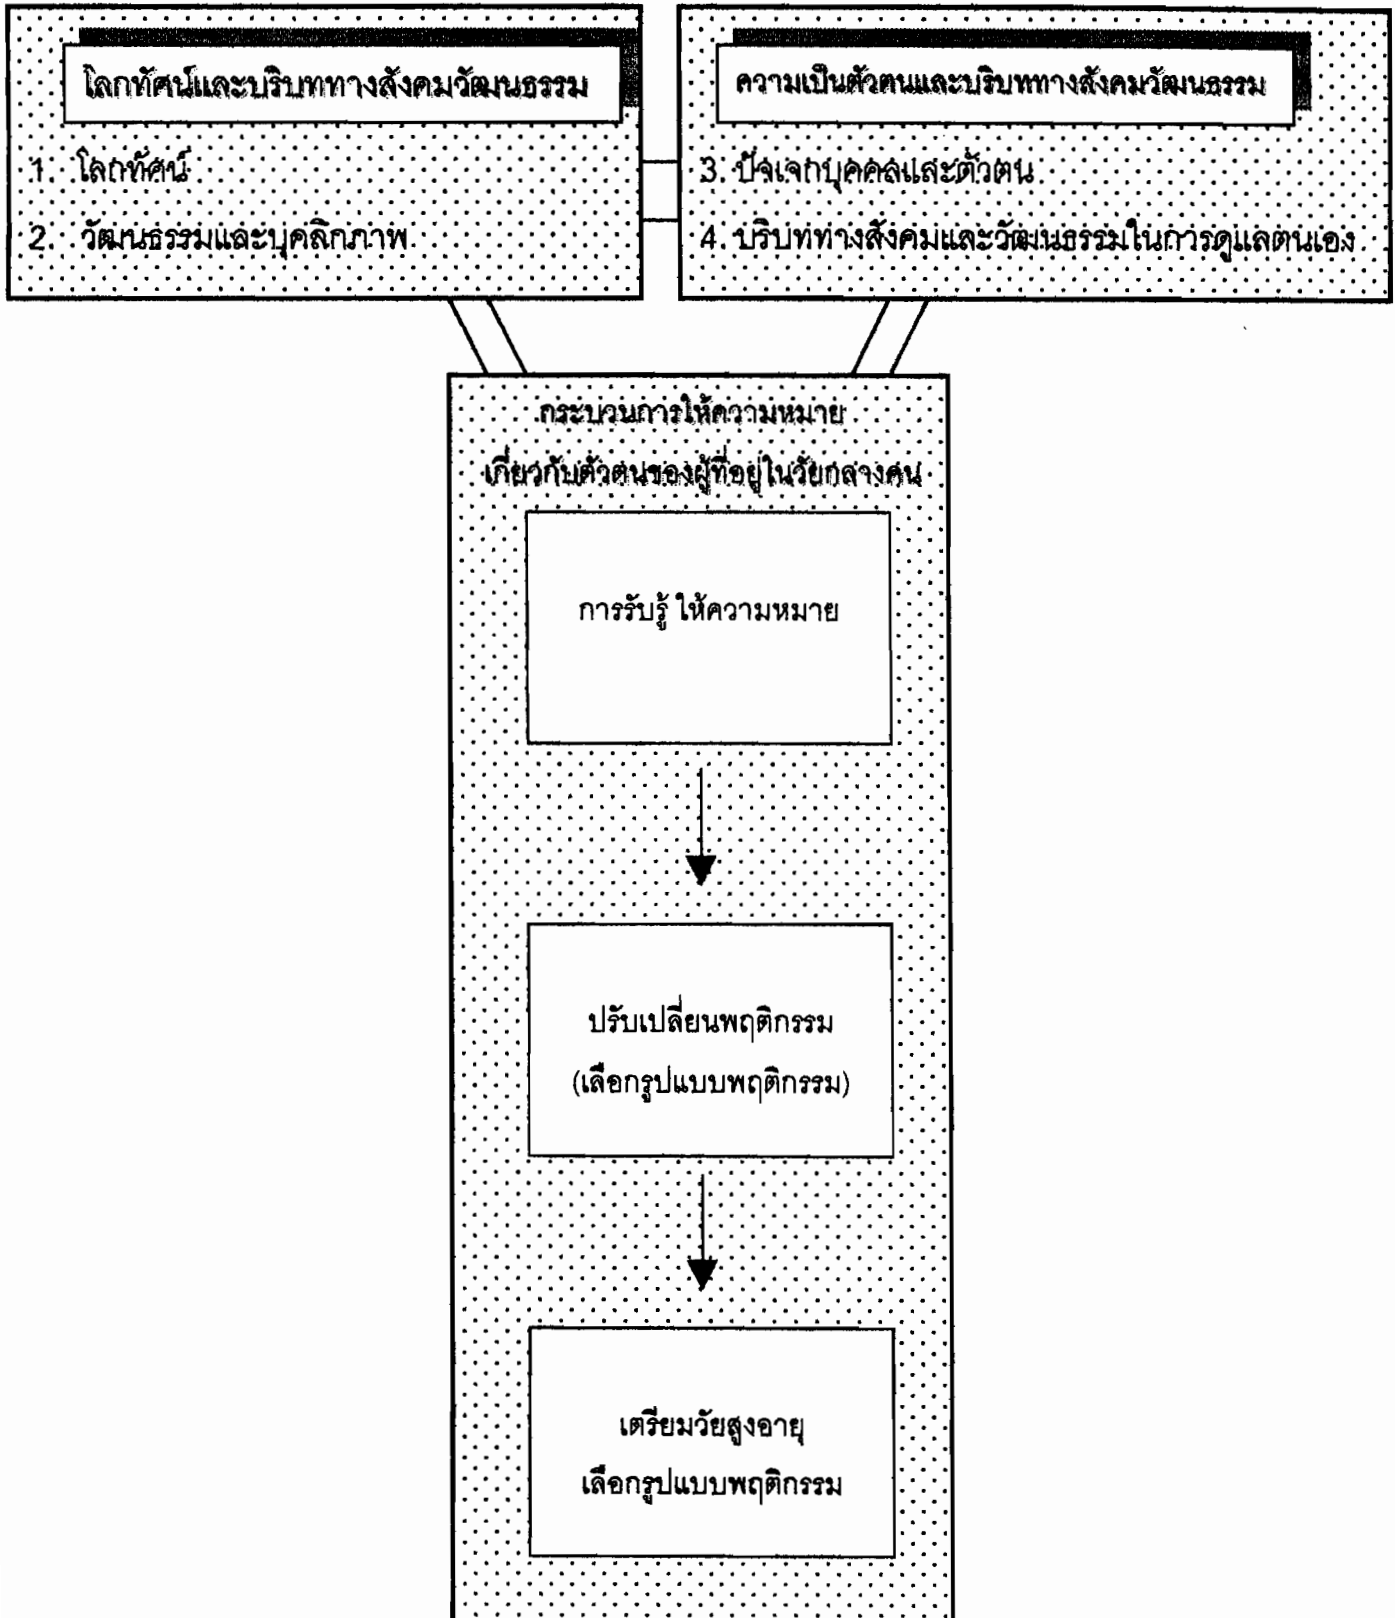 โลกทัศน์และบริบททางสังคมวัฒนธรรม
1. โลกทัศน์
2. วัฒนธรรมและบุคลิกภาพ
ความเป็นตัวตนและบริบททางสังคมวัฒนธรรม
3. ปัจเจกบุคคลและตัวตน
4. บริบททางสังคมและวัฒนธรรมในการดูแลตนเอง
กระบวนการให้ความหมาย
เกี่ยวกับตัวตนของผู้ที่อยู่ในวัยกลางคน
การรับรู้ ให้ความหมาย
ปรับเปลี่ยนพฤติกรรม
(เลือกรูปแบบพฤติกรรม)
เตรียมวัยสูงอายุ
เลือกรูปแบบพฤติกรรม